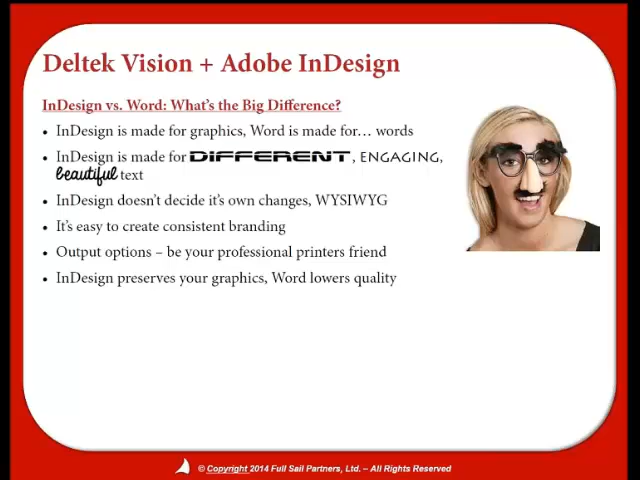 Deltek Vision + Adobe InDesign
InDesign vs. Word: What's the Big Difference?
• InDesign is made for graphics, Word is made for… words
• InDesign is made for DIFFERENT, ENGAGING,
beautiful text
• InDesign doesn't decide it's own changes, WYSIWYG
• It's easy to create consistent branding
• Output options – be your professional printers friend
• InDesign preserves your graphics, Word lowers quality
© Copyright 2014 Full Sail Partners, Ltd. – All Rights Reserved